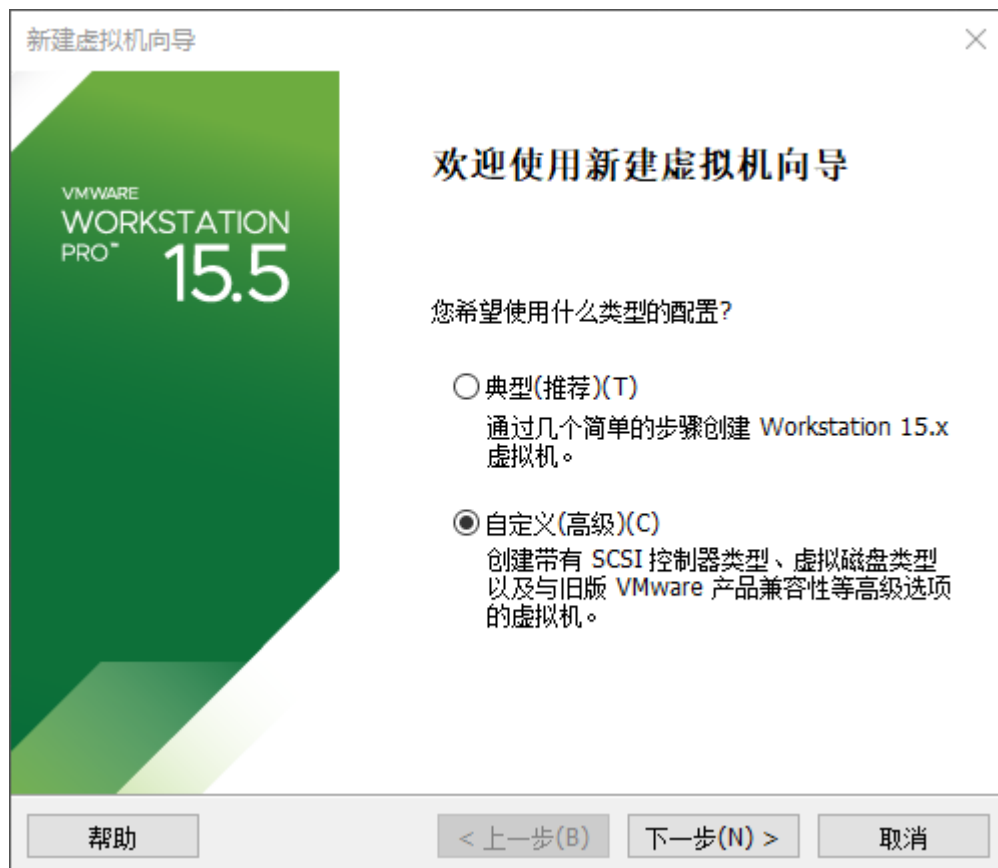 新建虚拟机向导
VMWARE
WORKSTATION
PRO™ 15.5
欢迎使用新建虚拟机向导
您希望使用什么类型的配置?
典型(推荐)(T)
通过几个简单的步骤创建 Workstation 15.x
虚拟机。
自定义(高级)(C)
创建带有 SCSI 控制器类型、虚拟磁盘类型
以及与旧版 VMware 产品兼容性等高级选项
的虚拟机。
帮助
< 上一步(B)
下一步(N) >
取消